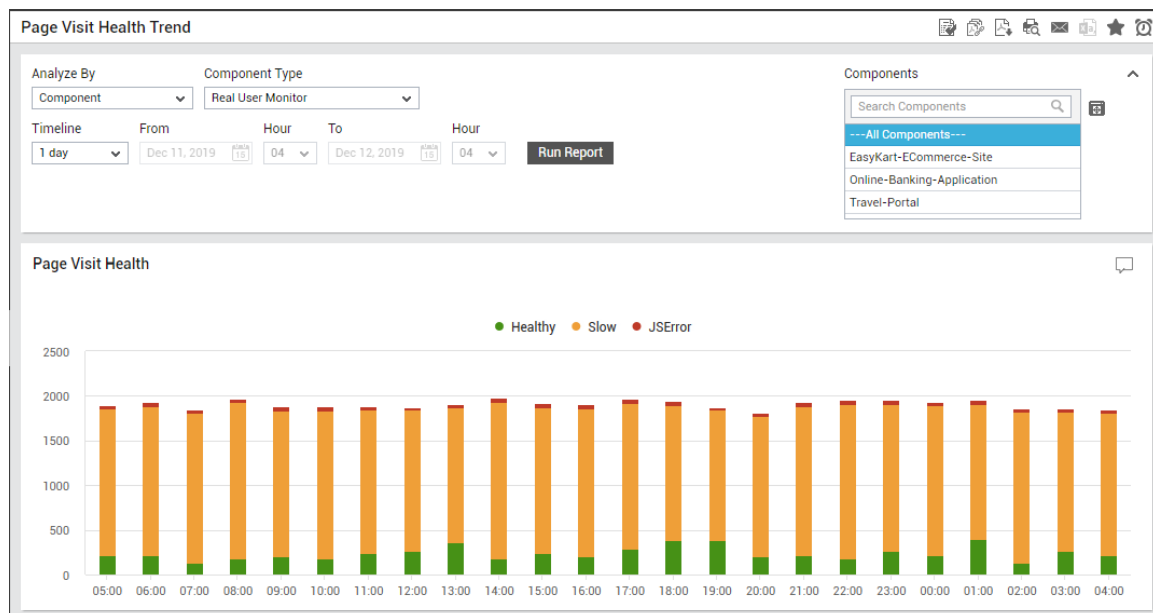 Page Visit Health Trend
Analyze By
Component Type
Components
Component
Real User Monitor
Search Components
---All Components---
EasyKart-ECommerce-Site
Online-Banking-Application
Travel-Portal
Timeline
From
Hour
To
Hour
1 day
Dec 11, 2019
04
Dec 12, 2019
04
Run Report
Page Visit Health
Healthy Slow JSError
2500
2000
1500
1000
500
0
05:00 06:00 07:00 08:00 09:00 10:00 11:00 12:00 13:00 14:00 15:00 16:00 17:00 18:00 19:00 20:00 21:00 22:00 23:00 00:00 01:00 02:00 03:00 04:00